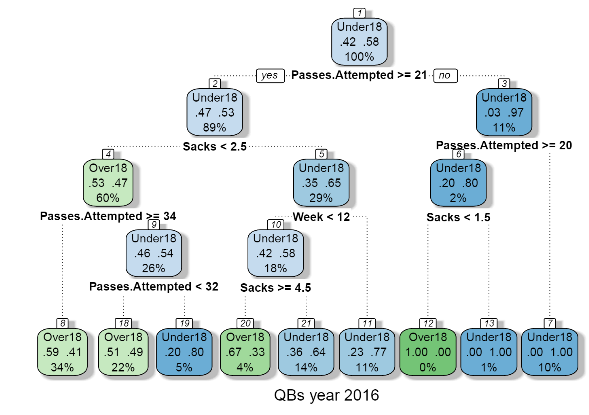 1
Under18
.42 .58
100%
yes Passes.Attempted >= 21 no
2
Under18
.47 .53
89%
3
Under18
.03 .97
11%
Sacks < 2.5
Passes.Attempted >= 20
4
Over18
.53 .47
60%
5
Under18
.35 .65
29%
6
Under18
.20 .80
2%
Passes.Attempted >= 34
Week < 12
Sacks < 1.5
9
Under18
.46 .54
26%
10
Under18
.42 .58
18%
Passes.Attempted < 32
Sacks >= 4.5
8
Over18
.59 .41
34%
18
Over18
.51 .49
22%
19
Under18
.20 .80
5%
20
Over18
.67 .33
4%
21
Under18
.36 .64
14%
11
Under18
.23 .77
11%
12
Over18
1.00 .00
0%
13
Under18
.00 1.00
1%
7
Under18
.00 1.00
10%
QBs year 2016